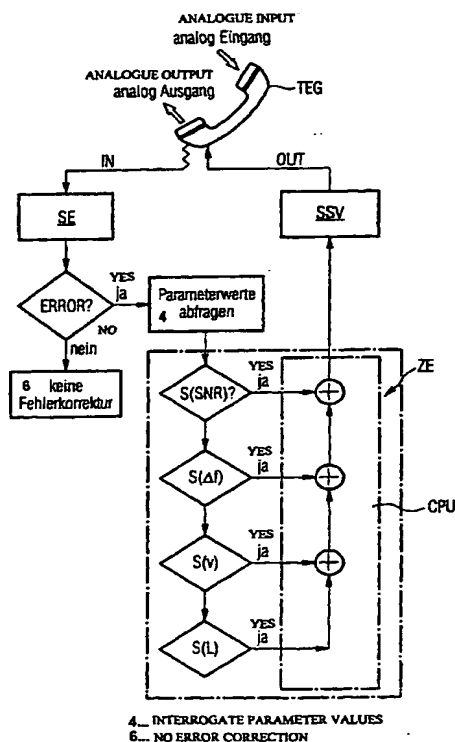 ANALOGUE INPUT
analog Eingang
ANALOGUE OUTPUT
analog Ausgang
TEG
IN
OUT
SE
SSV
ERROR?
YES
ja
Parameterwerte
4 abfragen
NO
nein
6 keine
Fehlerkorrektur
ZE
S(SNR)?
YES
ja
+
S(Δf)
YES
ja
+
CPU
S(v)
YES
ja
+
S(L)
YES
ja
4... INTERROGATE PARAMETER VALUES
6... NO ERROR CORRECTION